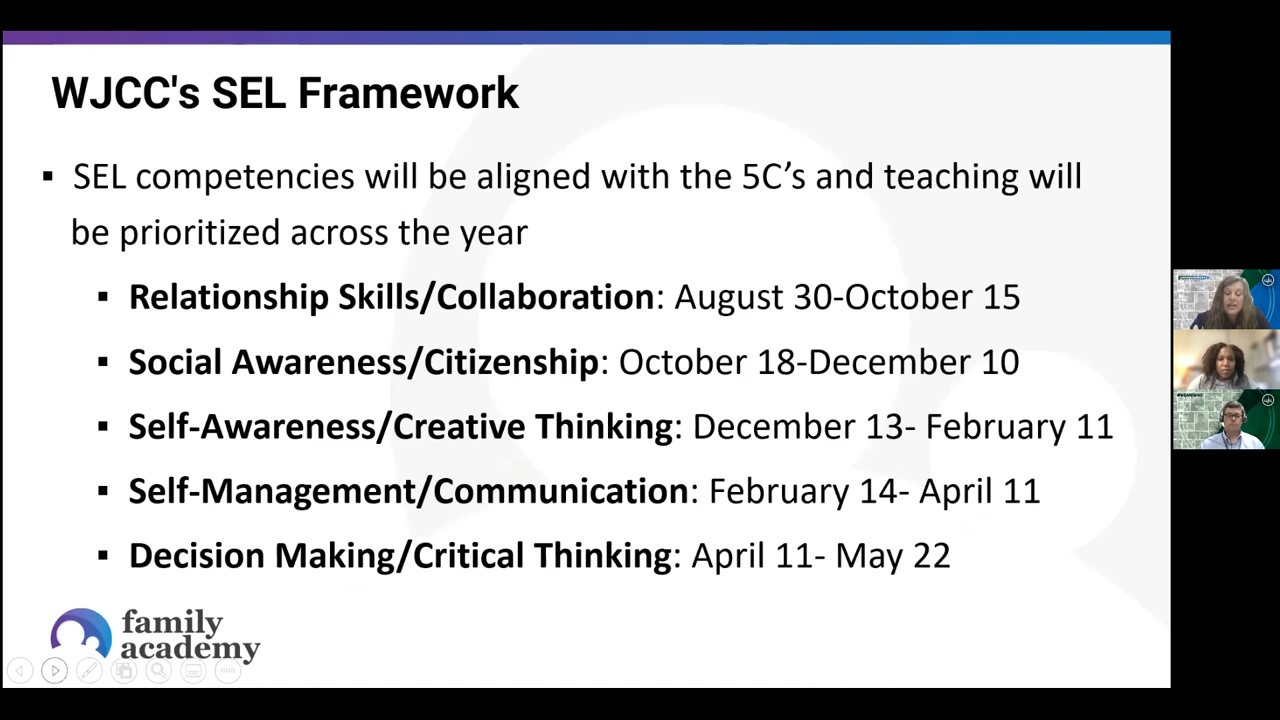 WJCC's SEL Framework
▪ SEL competencies will be aligned with the 5C’s and teaching will
be prioritized across the year
▪ Relationship Skills/Collaboration: August 30-October 15
▪ Social Awareness/Citizenship: October 18-December 10
▪ Self-Awareness/Creative Thinking: December 13- February 11
▪ Self-Management/Communication: February 14- April 11
▪ Decision Making/Critical Thinking: April 11- May 22
family
academy